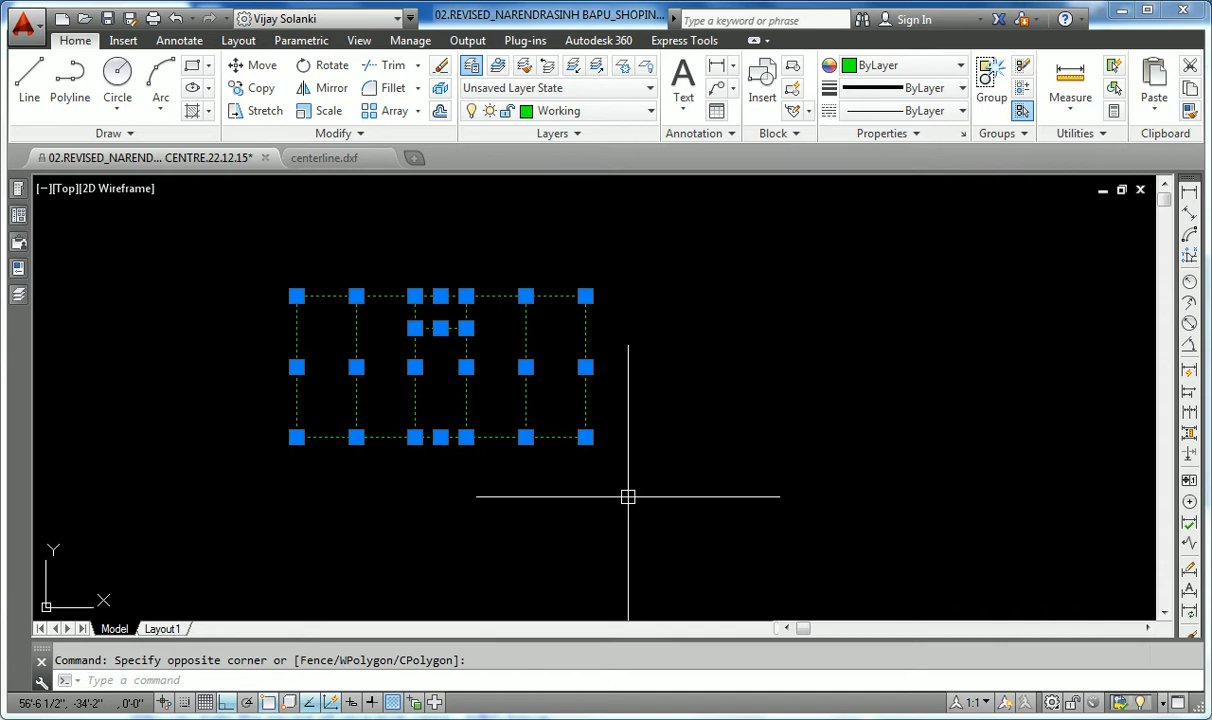 Vijay Solanki
02.REVISED_NARENDRASINH BAPU_SHOPIN...
Type a keyword or phrase
Sign In
Home Insert Annotate Layout Parametric View Manage Output Plug-ins Autodesk 360 Express Tools
Line Polyline Circle Arc
Move Rotate Trim
Copy Mirror Fillet
Stretch Scale Array
Unsaved Layer State
Working
Text
Insert
ByLayer
ByLayer
ByLayer
Group
Measure
Paste
Draw Modify Layers Annotation Block Properties Groups Utilities Clipboard
02.REVISED_NAREND... CENTRE.22.12.15* centerline.dxf
[−][Top][2D Wireframe]
Y
X
Model Layout1
Command: Specify opposite corner or [Fence/WPolygon/CPolygon]:
Type a command
56'-6 1/2", -34'-2" , 0'-0"
1:1